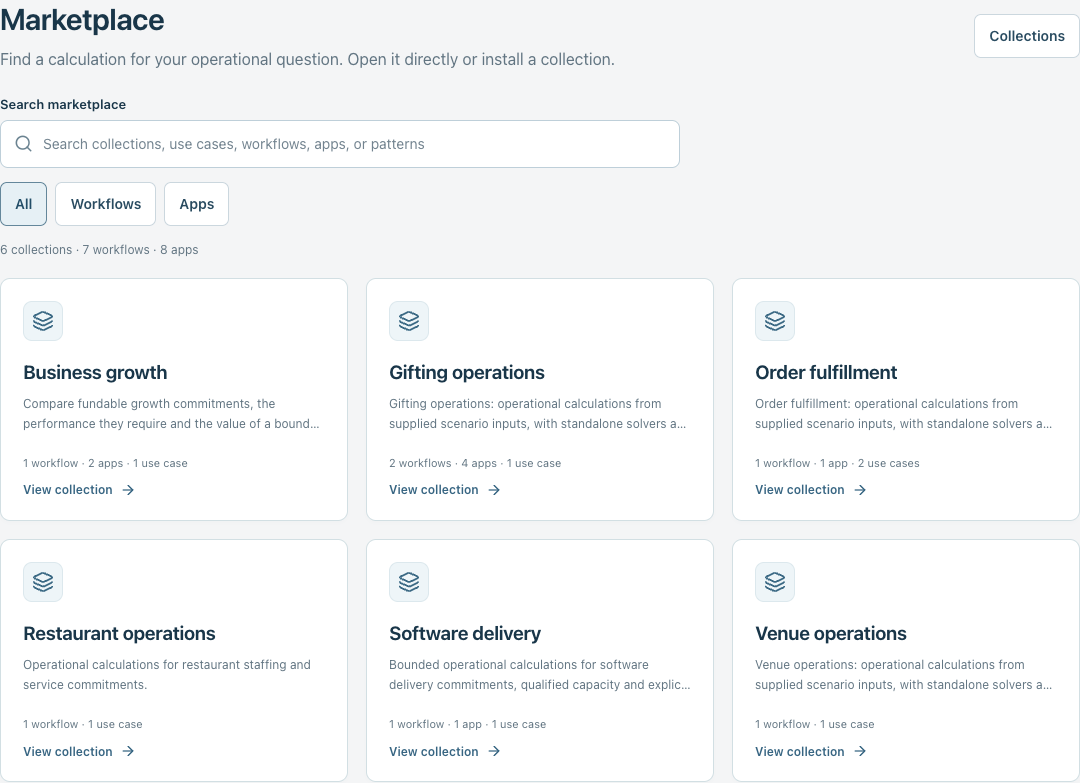 Marketplace
Collections
Find a calculation for your operational question. Open it directly or install a collection.
Search marketplace
Search collections, use cases, workflows, apps, or patterns
All
Workflows
Apps
6 collections · 7 workflows · 8 apps
Business growth
Compare fundable growth commitments, the
performance they require and the value of a bound...
1 workflow · 2 apps · 1 use case
View collection
Gifting operations
Gifting operations: operational calculations from
supplied scenario inputs, with standalone solvers a...
2 workflows · 4 apps · 1 use case
View collection
Order fulfillment
Order fulfillment: operational calculations from
supplied scenario inputs, with standalone solvers a...
1 workflow · 1 app · 2 use cases
View collection
Restaurant operations
Operational calculations for restaurant staffing and
service commitments.
1 workflow · 1 use case
View collection
Software delivery
Bounded operational calculations for software
delivery commitments, qualified capacity and explic...
1 workflow · 1 app · 1 use case
View collection
Venue operations
Venue operations: operational calculations from
supplied scenario inputs, with standalone solvers a...
1 workflow · 1 use case
View collection